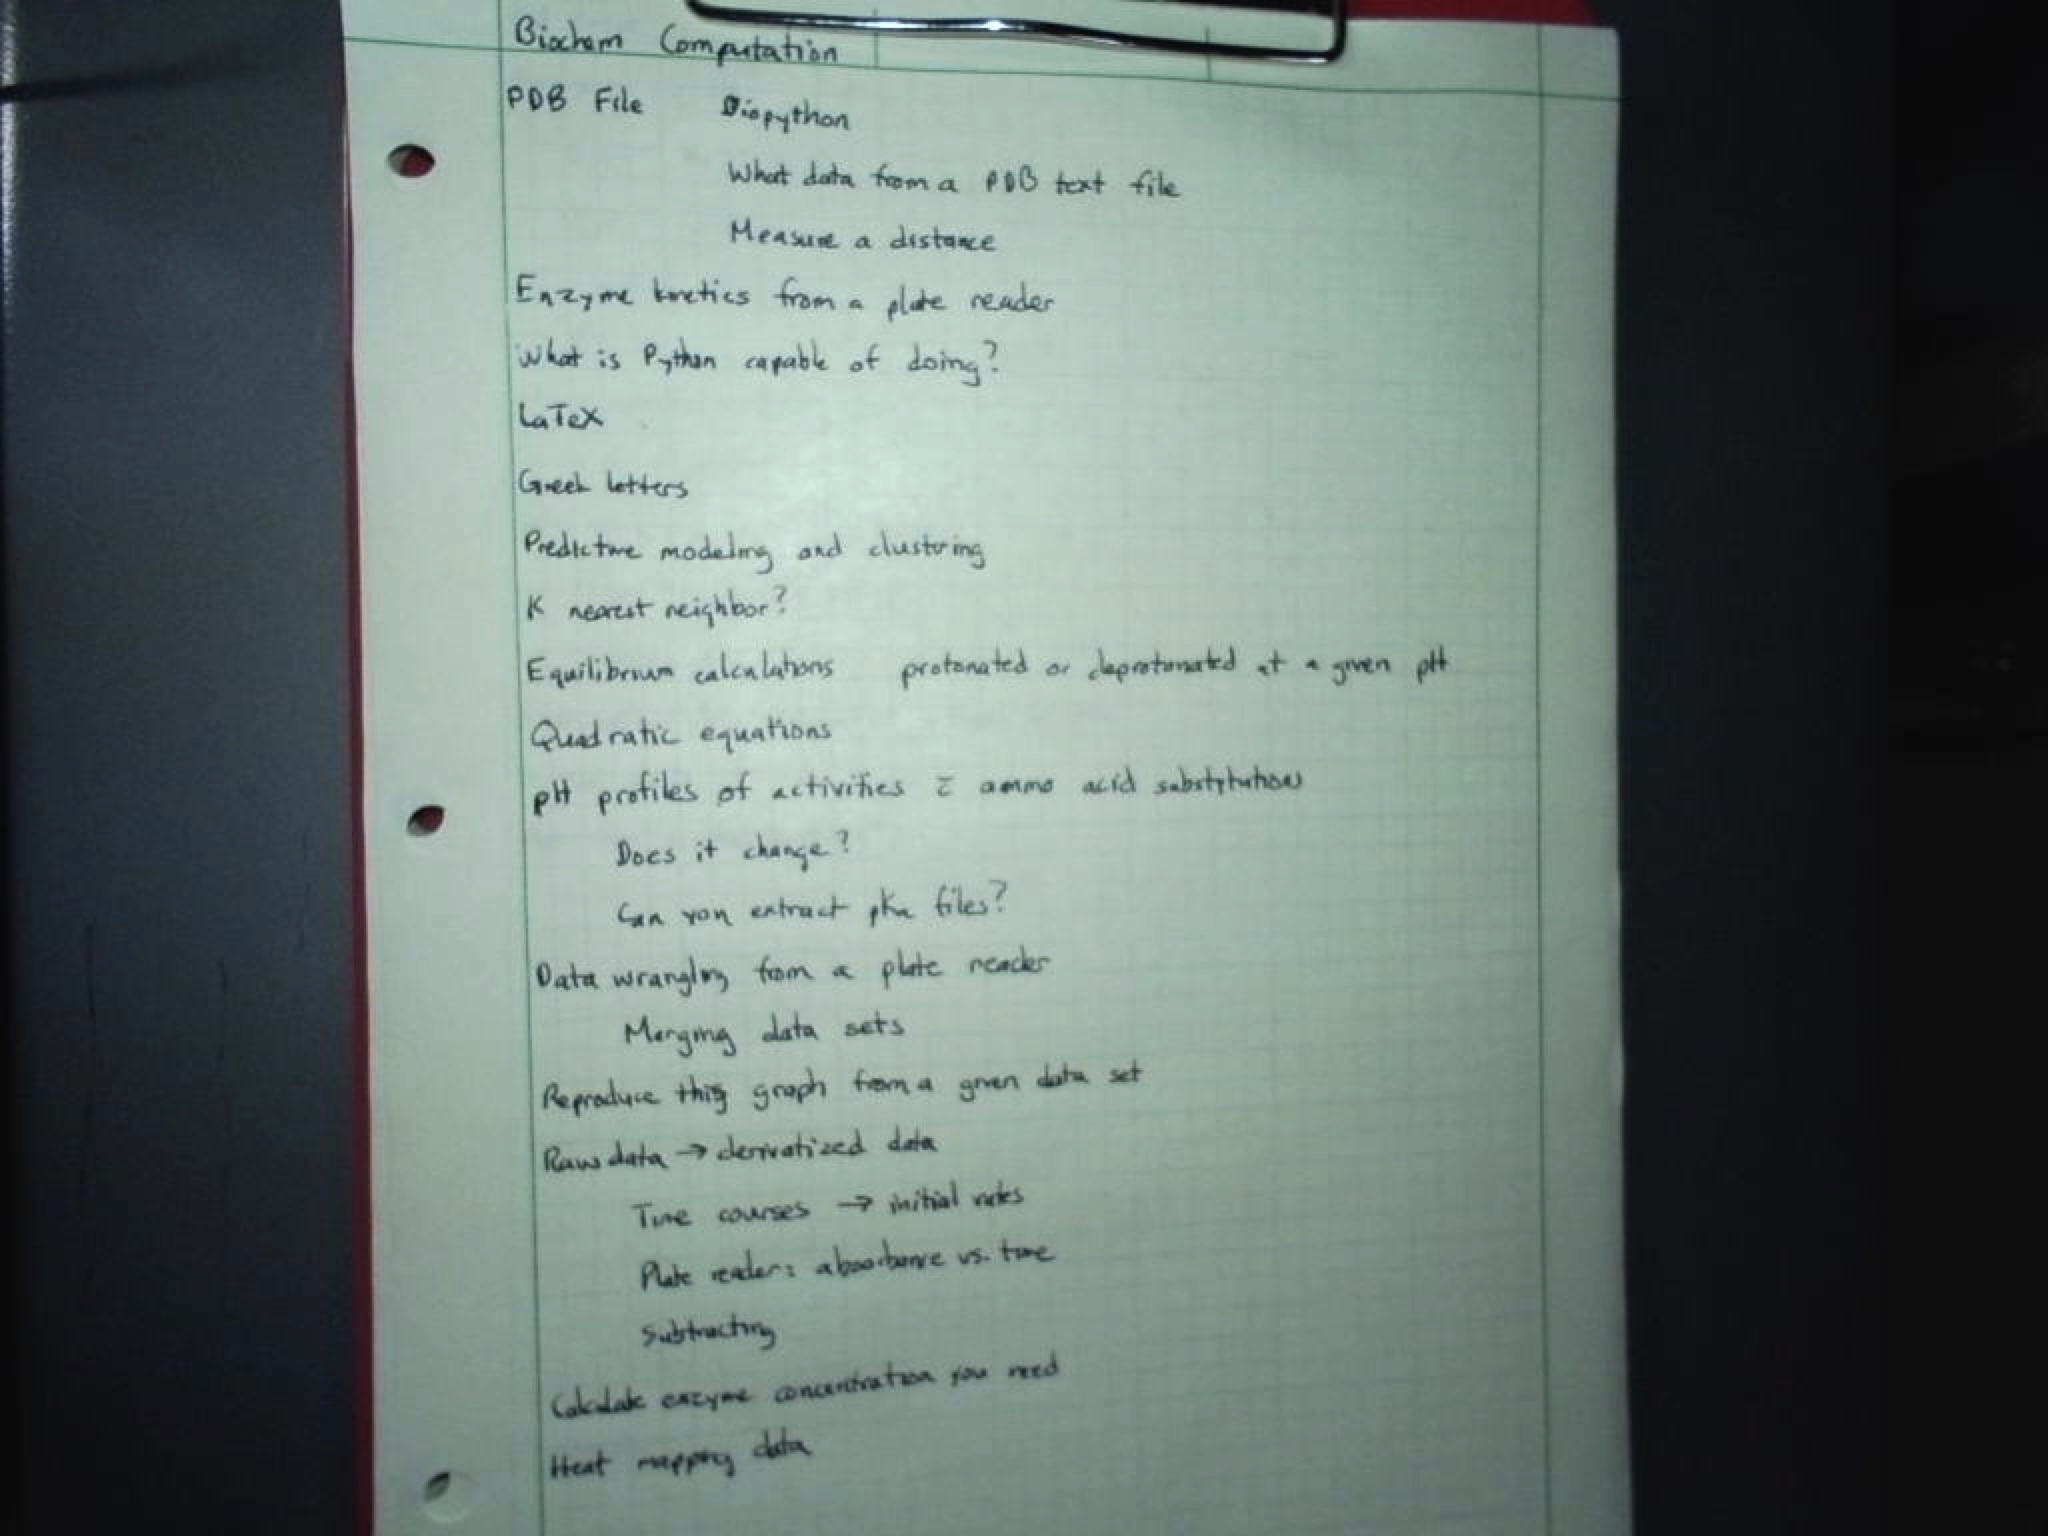 Biochem Computation
PDB File Biopython
What data from a PDB text file
Measure a distance
Enzyme kinetics from a plate reader
What is Python capable of doing?
LaTeX
Greek letters
Predictive modeling and clustering
K nearest neighbor?
Equilibrium calculations protonated or deprotonated at a given pH
Quadratic equations
pH profiles of activities c̄ amino acid substitutions
Does it change?
Can you extract pKa files?
Data wrangling from a plate reader
Merging data sets
Reproduce this graph from a given data set
Raw data → derivatized data
Time courses → initial rates
Plate reader: absorbance vs. time
Subtracting
Calculate enzyme concentration you need
Heat mapping data